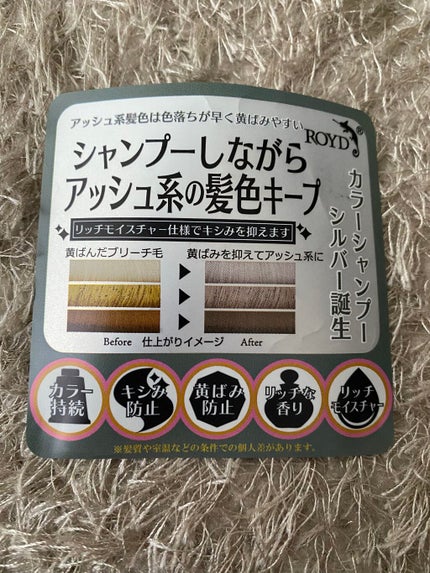 アッシュ系髪色は色落ちが早く黄ばみやすい
ROYD®
シャンプーしながら
アッシュ系の髪色キープ
カラーシャンプー
シルバー誕生
リッチモイスチャー仕様でキシみを抑えます
黄ばんだブリーチ毛
黄ばみを抑えてアッシュ系に
Before 仕上がりイメージ After
カラー
持続
キシみ
防止
黄ばみ
防止
リッチな
香り
リッチ
モイスチャー
※髪質や室温などの条件での個人差があります。